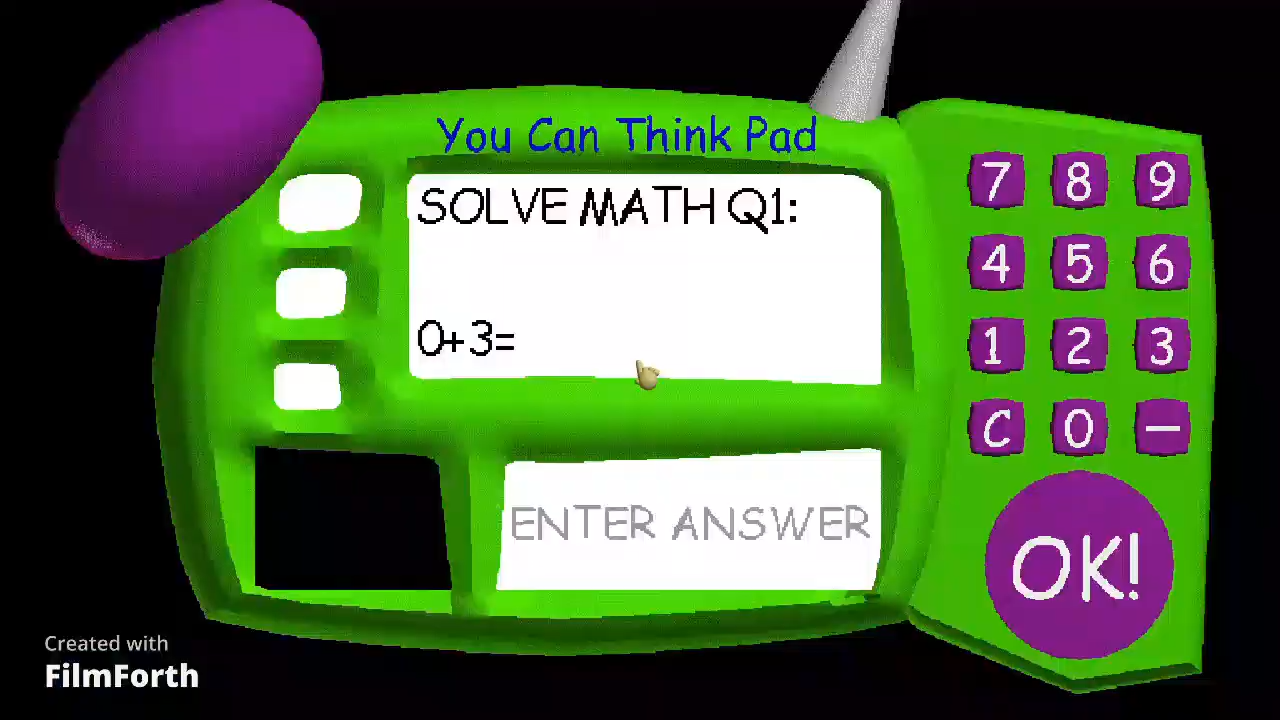 You Can Think Pad
SOLVE MATH Q1:
0+3=
ENTER ANSWER
7 8 9
4 5 6
1 2 3
C 0 –
OK!
Created with
FilmForth